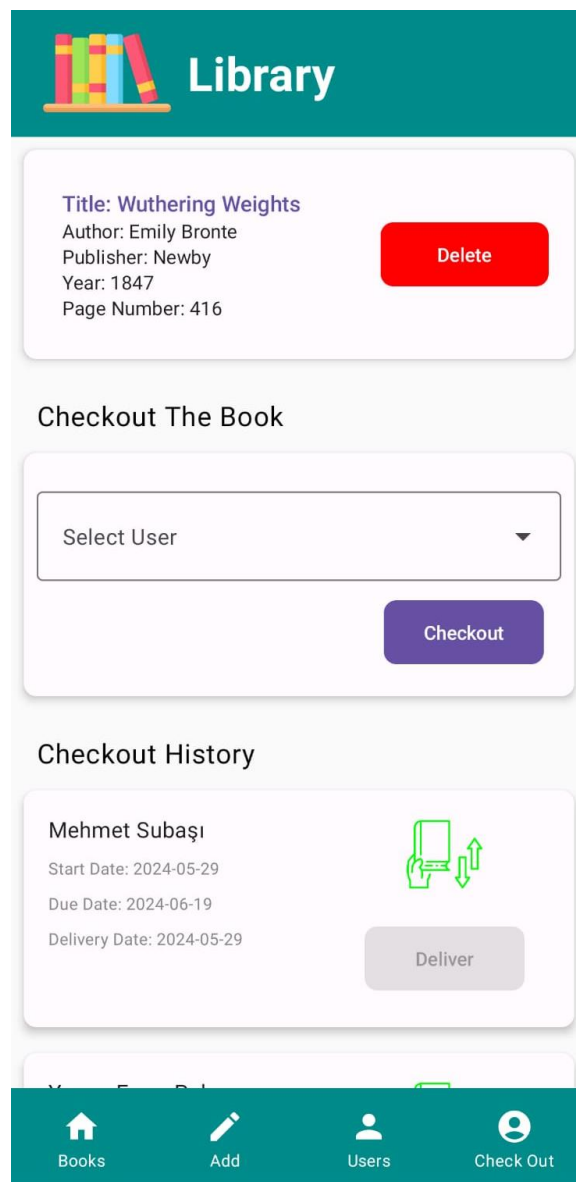 Library
Title: Wuthering Weights
Author: Emily Bronte
Publisher: Newby
Year: 1847
Page Number: 416
Delete
Checkout The Book
Select User
Checkout
Checkout History
Mehmet Subaşı
Start Date: 2024-05-29
Due Date: 2024-06-19
Delivery Date: 2024-05-29
Deliver
Books
Add
Users
Check Out